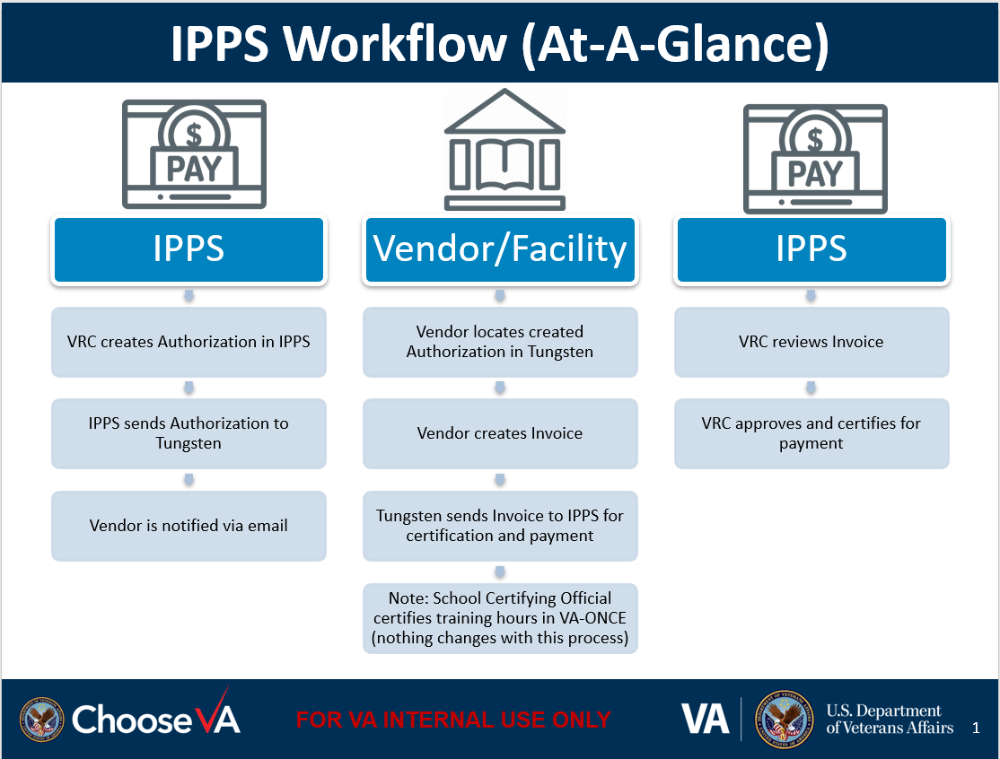 IPPS Workflow (At-A-Glance)
$
PAY
$
PAY
IPPS
VRC creates Authorization in IPPS
IPPS sends Authorization to
Tungsten
Vendor is notified via email
Vendor/Facility
Vendor locates created
Authorization in Tungsten
Vendor creates Invoice
Tungsten sends Invoice to IPPS for
certification and payment
Note: School Certifying Official
certifies training hours in VA-ONCE
(nothing changes with this process)
IPPS
VRC reviews Invoice
VRC approves and certifies for
payment
Choose VA
FOR VA INTERNAL USE ONLY
VA
U.S. Department
of Veterans Affairs
1